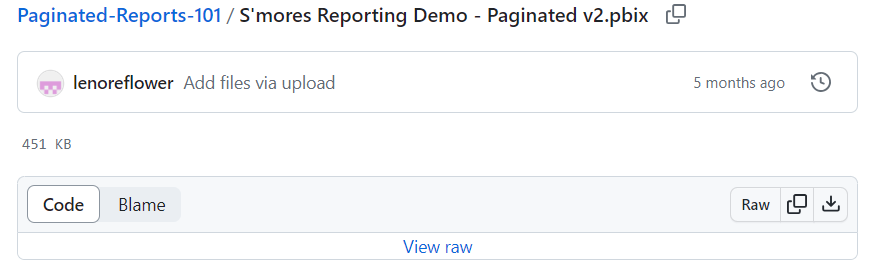 Paginated-Reports-101 / S'mores Reporting Demo - Paginated v2.pbix
lenoreflower Add files via upload 5 months ago
451 KB
Code Blame Raw
View raw